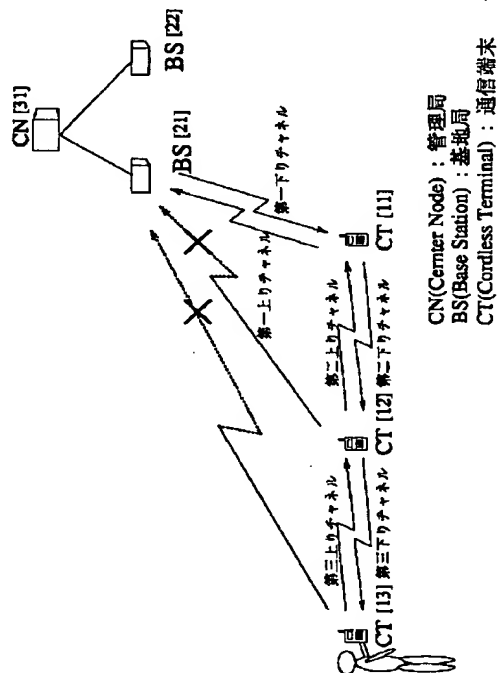 CN [31]
BS [22]
BS [21]
第一下りチャネル
第一上りチャネル
CT [11]
第二上りチャネル
第二下りチャネル
CT [12]
第三上りチャネル
第三下りチャネル
CT [13]
CN(Cernter Node) : 管理局
BS(Base Station) : 基地局
CT(Cordless Terminal) : 通信端末